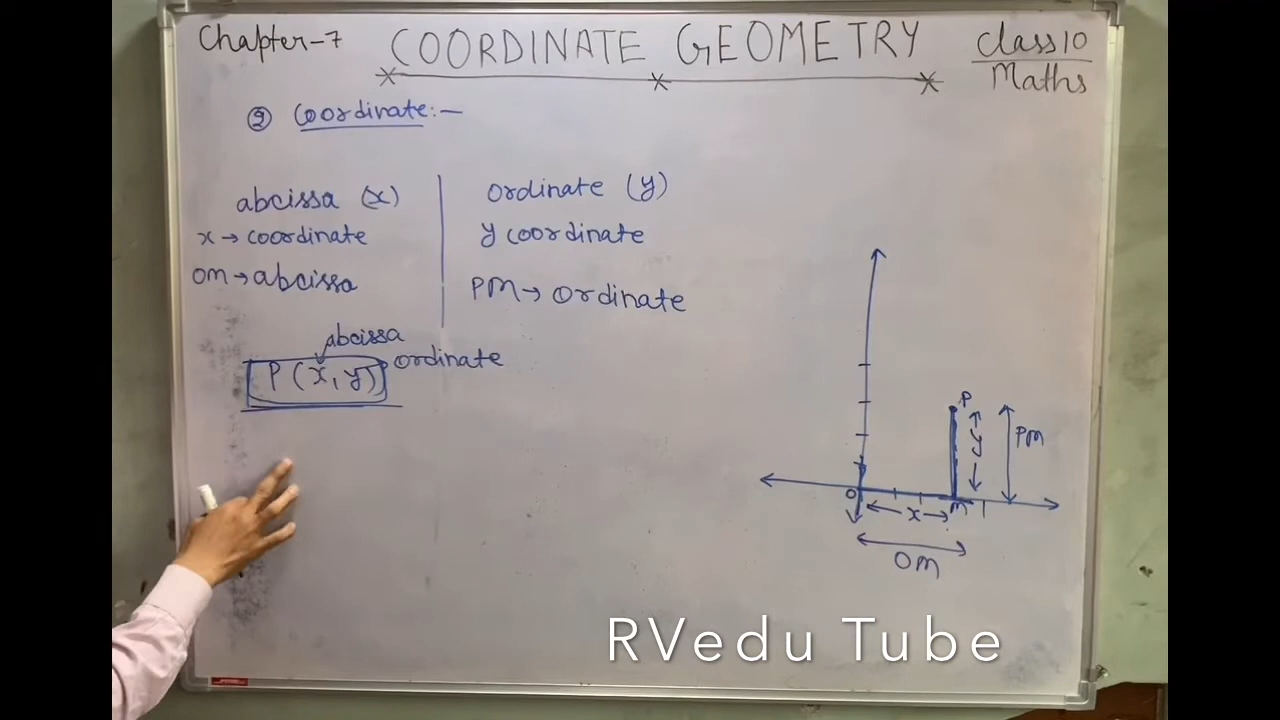 Chapter-7 COORDINATE GEOMETRY Class 10
Maths
② Coordinate:-
abcissa (x) ordinate (y)
x → coordinate y coordinate
OM → abcissa PM → ordinate
abcissa
P (x, y) ordinate
P
y
PM
O
x
M
OM
RVedu Tube